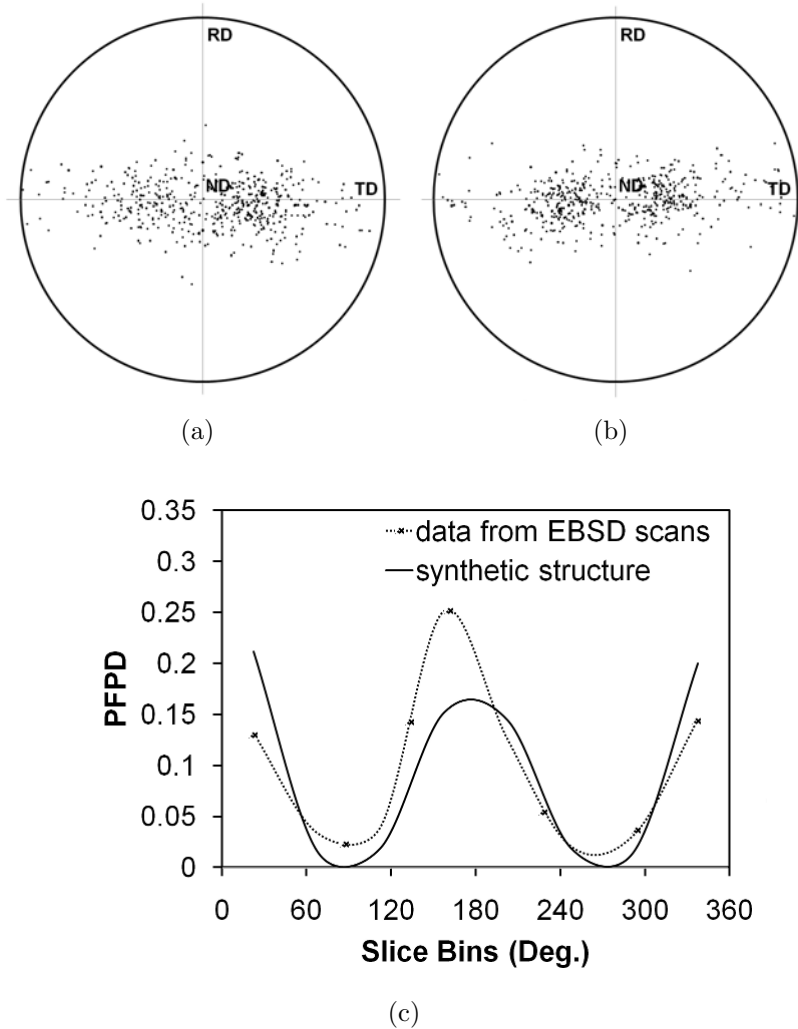 RD
ND
TD
RD
ND
TD
(a)
(b)
0.35
0.3
0.25
0.2
0.15
0.1
0.05
0
PFPD
data from EBSD scans
synthetic structure
0 60 120 180 240 300 360
Slice Bins (Deg.)
(c)